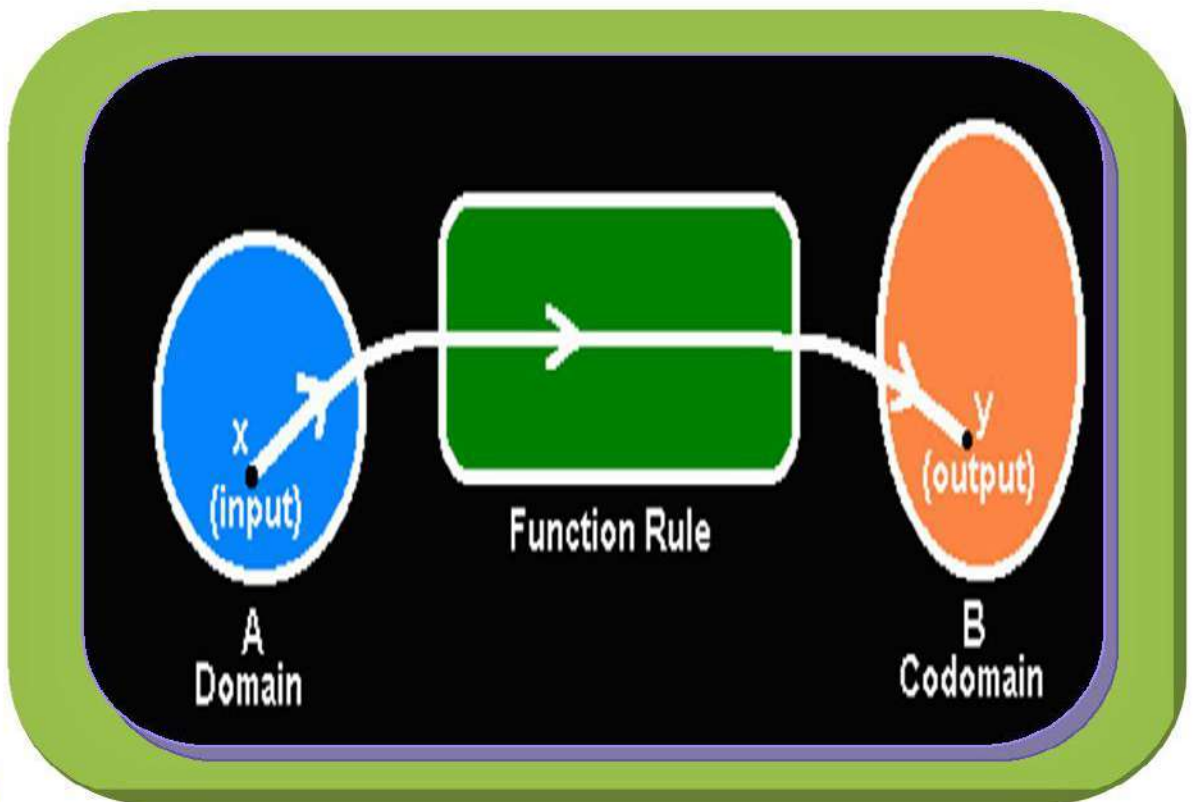 x
(input)
A
Domain
Function Rule
y
(output)
B
Codomain